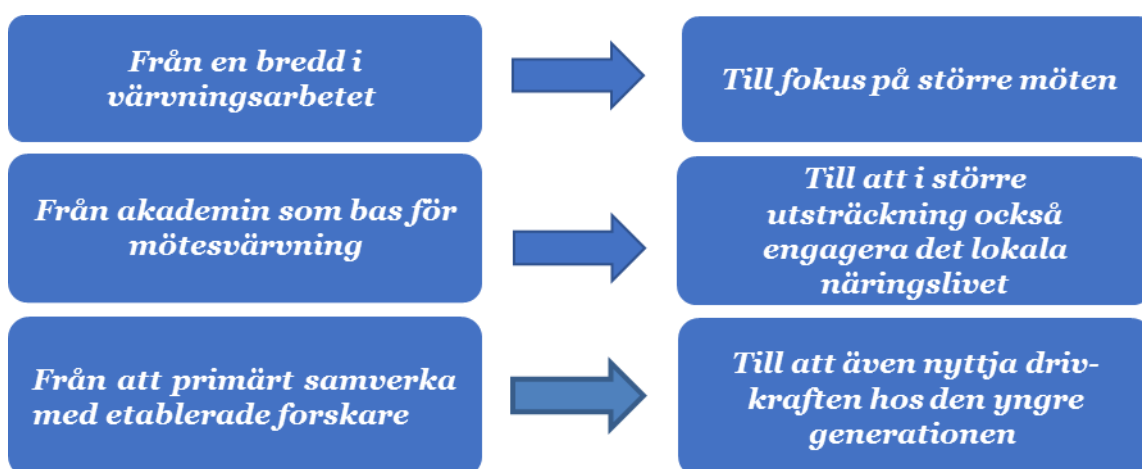 Från en bredd i
värvningsarbetet
Till fokus på större möten
Från akademin som bas för
mötesvärvning
Till att i större
utsträckning också
engagera det lokala
näringslivet
Från att primärt samverka
med etablerade forskare
Till att även nyttja driv-
kraften hos den yngre
generationen